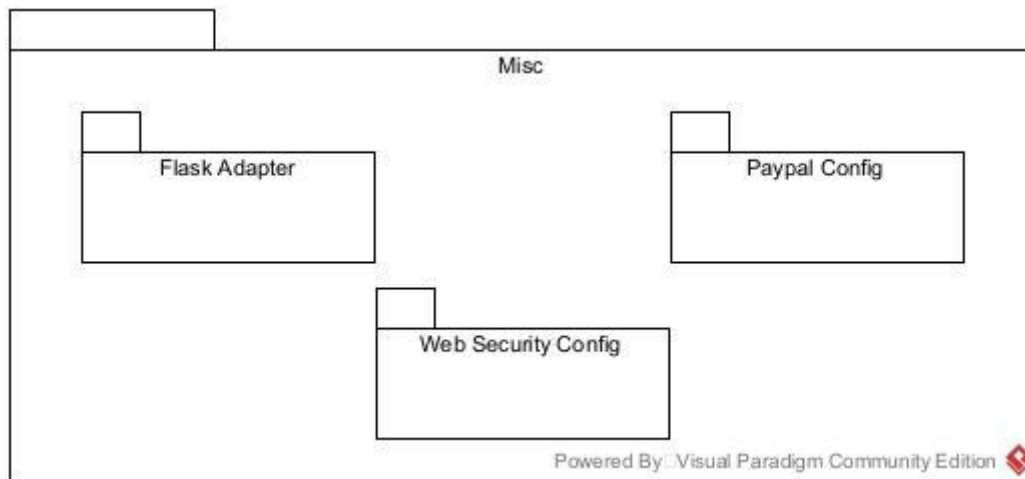 Misc
Flask Adapter
Paypal Config
Web Security Config
Powered By Visual Paradigm Community Edition